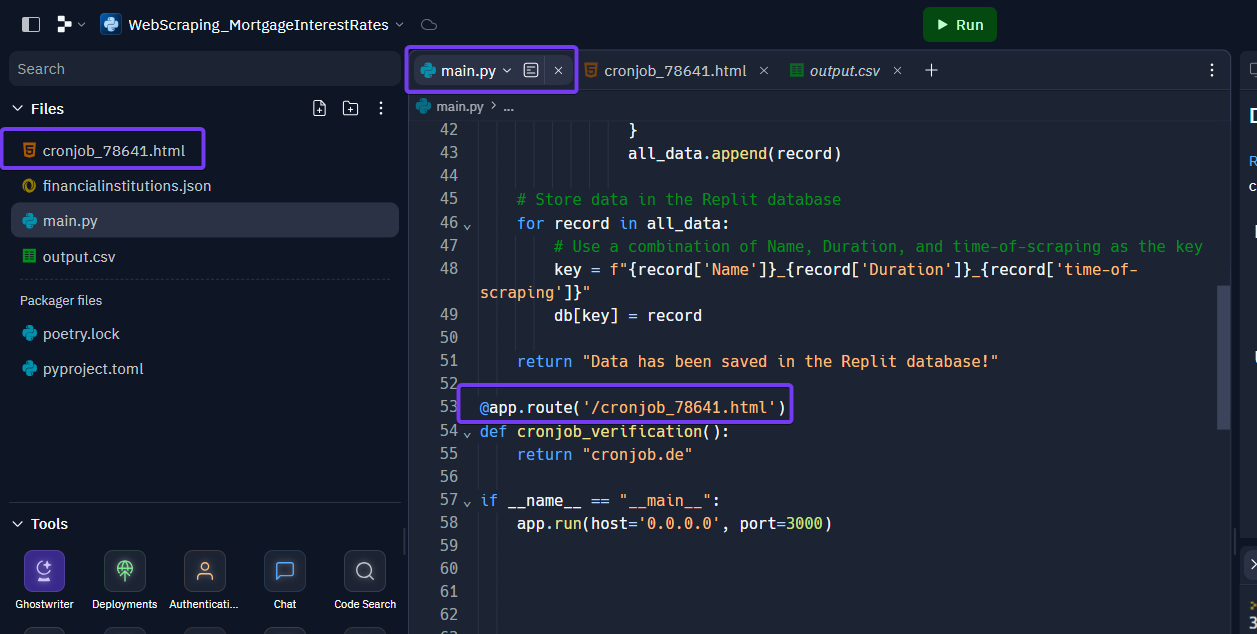 WebScraping_MortgageInterestRates
Run
Search
Files
cronjob_78641.html
financialinstitutions.json
main.py
output.csv
Packager files
poetry.lock
pyproject.toml
Tools
Ghostwriter
Deployments
Authenticati...
Chat
Code Search
main.py
cronjob_78641.html
output.csv
main.py > ...
42 }
43 all_data.append(record)
44
45 # Store data in the Replit database
46 for record in all_data:
47 # Use a combination of Name, Duration, and time-of-scraping as the key
48 key = f"{record['Name']}_{record['Duration']}_{record['time-of-
scraping']}"
49 db[key] = record
50
51 return "Data has been saved in the Replit database!"
52
53 @app.route('/cronjob_78641.html')
54 def cronjob_verification():
55 return "cronjob.de"
56
57 if __name__ == "__main__":
58 app.run(host='0.0.0.0', port=3000)
59
60
61
62